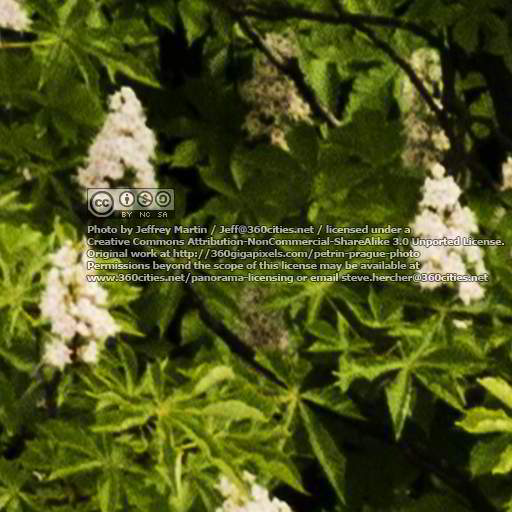 cc
BY NC SA
Photo by Jeffrey Martin / Jeff@360cities.net / licensed under a
Creative Commons Attribution-NonCommercial-ShareAlike 3.0 Unported License.
Original work at http://360gigapixels.com/petrin-prague-photo
Permissions beyond the scope of this license may be available at
www.360cities.net/panorama-licensing or email steve.hercher@360cities.net